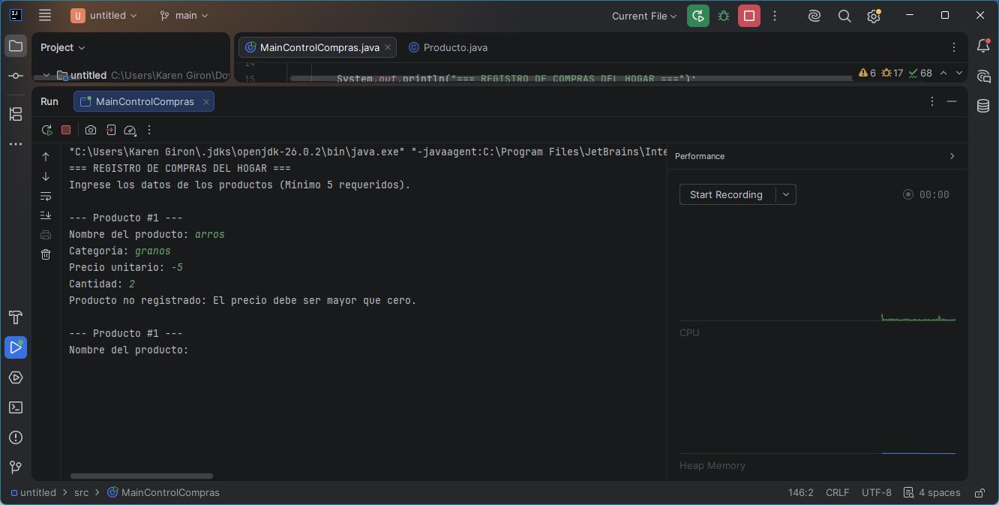 U untitled main Current File
Project
MainControlCompras.java
Producto.java
untitled C:\Users\Karen Giron\Do
15 System.out.println("=== REGISTRO DE COMPRAS DEL HOGAR ===");
6 17 68
Run MainControlCompras
"C:\Users\Karen Giron\.jdks\openjdk-26.0.2\bin\java.exe" "-javaagent:C:\Program Files\JetBrains\Inte
=== REGISTRO DE COMPRAS DEL HOGAR ===
Ingrese los datos de los productos (Mínimo 5 requeridos).
--- Producto #1 ---
Nombre del producto: arros
Categoría: granos
Precio unitario: -5
Cantidad: 2
Producto no registrado: El precio debe ser mayor que cero.
--- Producto #1 ---
Nombre del producto:
Performance
Start Recording 00:00
CPU
Heap Memory
untitled > src > MainControlCompras
146:2 CRLF UTF-8 4 spaces